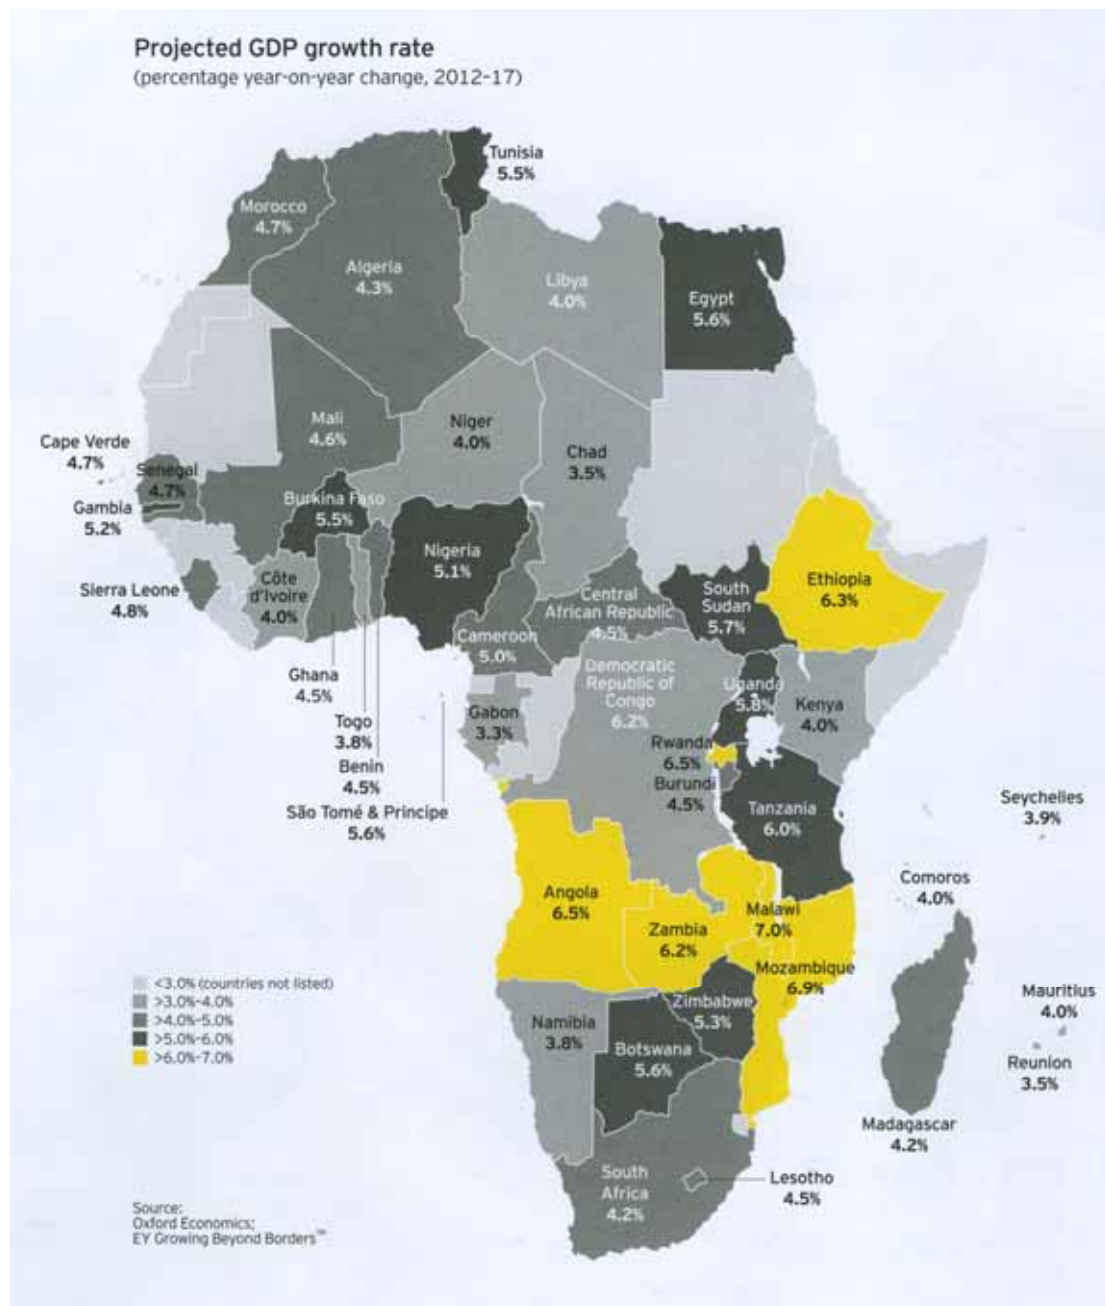 Projected GDP growth rate
(percentage year-on-year change, 2012–17)
Tunisia
5.5%
Morocco
4.7%
Algeria
4.3%
Libya
4.0%
Egypt
5.6%
Mali
4.6%
Niger
4.0%
Chad
3.5%
Cape Verde
4.7%
Senegal
4.7%
Gambia
5.2%
Burkina Faso
5.5%
Nigeria
5.1%
Sierra Leone
4.8%
Côte
d'Ivoire
4.0%
Central
African Republic
4.5%
South
Sudan
5.7%
Ethiopia
6.3%
Ghana
4.5%
Togo
3.8%
Benin
4.5%
São Tomé & Principe
5.6%
Cameroon
5.0%
Gabon
3.3%
Democratic
Republic of
Congo
6.2%
Uganda
5.8%
Kenya
4.0%
Rwanda
6.5%
Burundi
4.5%
Tanzania
6.0%
Seychelles
3.9%
Comoros
4.0%
Angola
6.5%
Zambia
6.2%
Malawi
7.0%
Mozambique
6.9%
Zimbabwe
5.3%
Namibia
3.8%
Botswana
5.6%
Mauritius
4.0%
Reunion
3.5%
Madagascar
4.2%
South
Africa
4.2%
Lesotho
4.5%
<3.0% (countries not listed)
>3.0%-4.0%
>4.0%-5.0%
>5.0%-6.0%
>6.0%-7.0%
Source:
Oxford Economics;
EY Growing Beyond Borders™